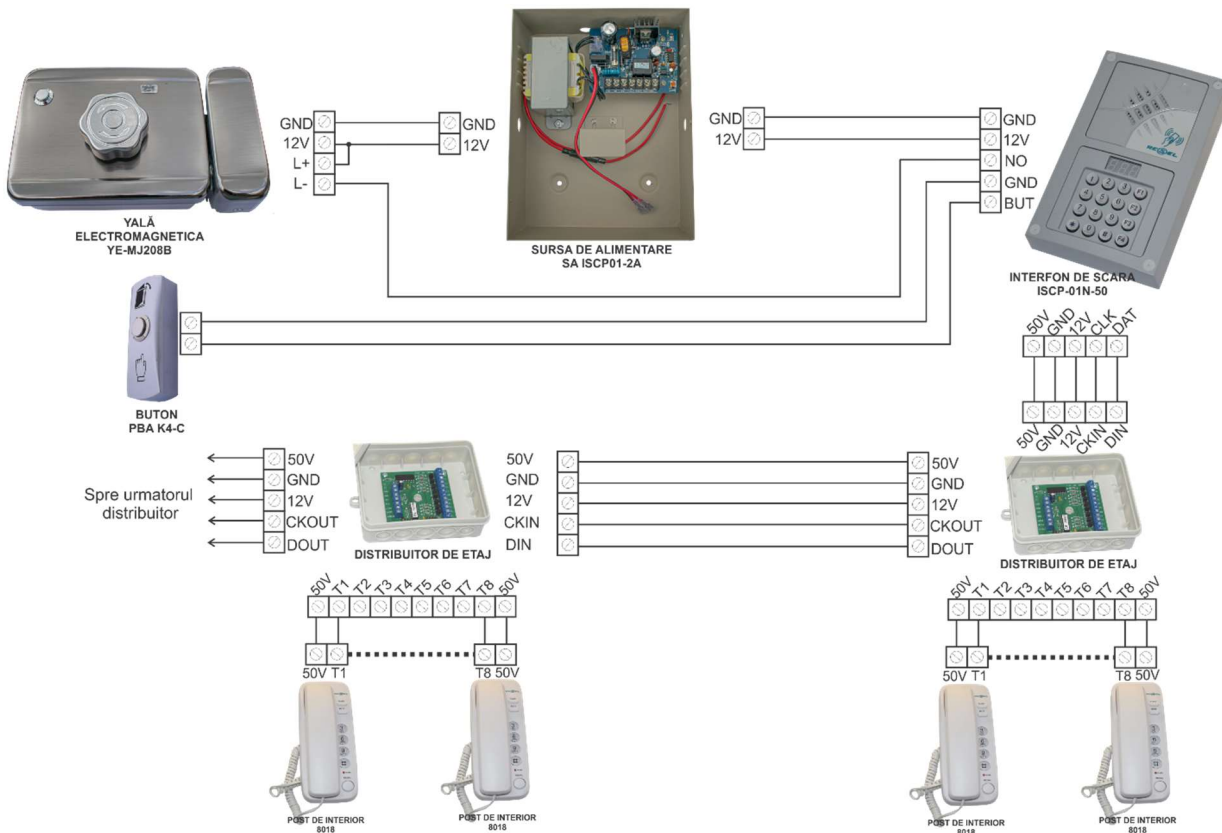 GND
12V
L+
L-
GND
12V
GND
12V
GND
12V
NO
GND
BUT
YALĂ
ELECTROMAGNETICA
YE-MJ208B
SURSA DE ALIMENTARE
SA ISCP01-2A
INTERFON DE SCARA
ISCP-01N-50
BUTON
PBA K4-C
50V
GND
12V
CLK
DAT
50V
GND
12V
CKIN
DIN
Spre urmatorul
distribuitor
50V
GND
12V
CKOUT
DOUT
DISTRIBUITOR DE ETAJ
50V
GND
12V
CKIN
DIN
50V
GND
12V
CKOUT
DOUT
DISTRIBUITOR DE ETAJ
50V T1 T2 T3 T4 T5 T6 T7 T8 50V
50V T1 T8 50V
POST DE INTERIOR
8018
POST DE INTERIOR
8018
50V T1 T2 T3 T4 T5 T6 T7 T8 50V
50V T1 T8 50V
POST DE INTERIOR
8018
POST DE INTERIOR
8018